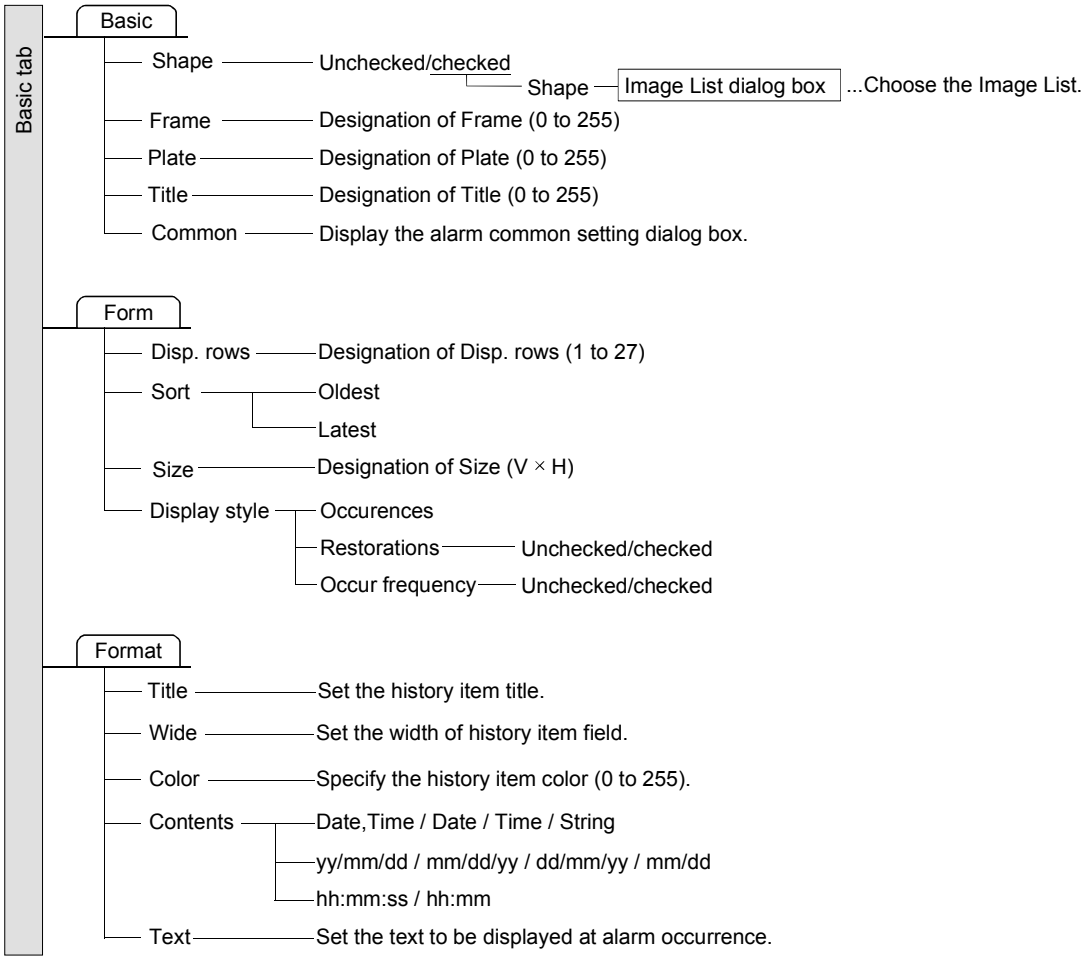 Basic tab
Basic
Shape Unchecked/checked
Shape Image List dialog box ...Choose the Image List.
Frame Designation of Frame (0 to 255)
Plate Designation of Plate (0 to 255)
Title Designation of Title (0 to 255)
Common Display the alarm common setting dialog box.
Form
Disp. rows Designation of Disp. rows (1 to 27)
Sort Oldest
Latest
Size Designation of Size (V × H)
Display style Occurences
Restorations Unchecked/checked
Occur frequency Unchecked/checked
Format
Title Set the history item title.
Wide Set the width of history item field.
Color Specify the history item color (0 to 255).
Contents Date,Time / Date / Time / String
yy/mm/dd / mm/dd/yy / dd/mm/yy / mm/dd
hh:mm:ss / hh:mm
Text Set the text to be displayed at alarm occurrence.